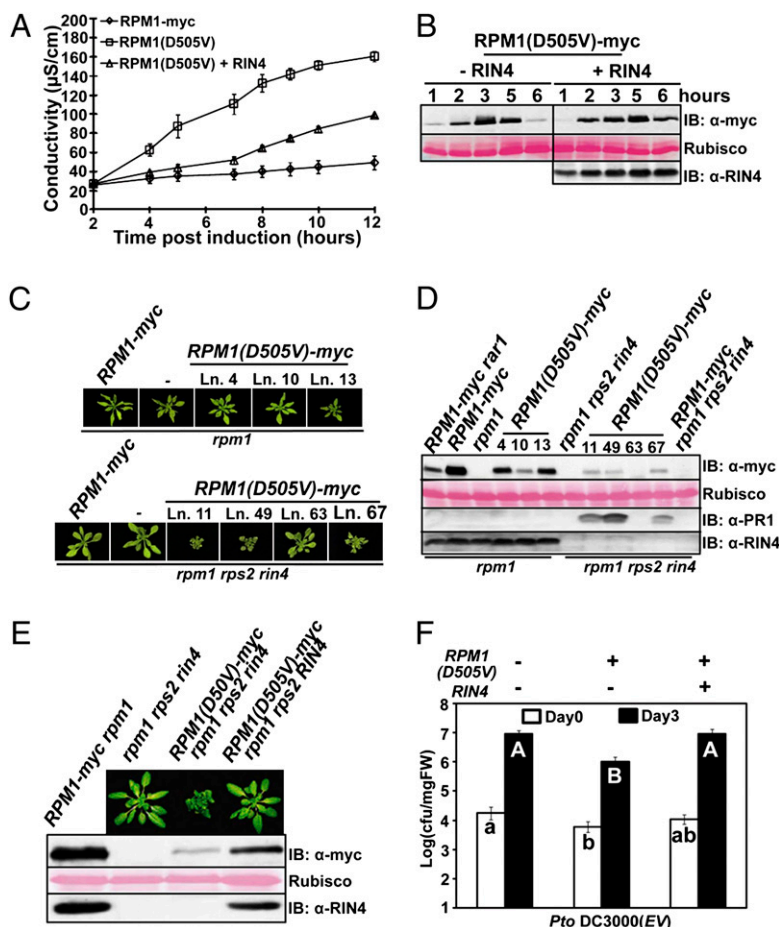 A
RPM1-myc
RPM1(D505V)
RPM1(D505V) + RIN4
Conductivity (µS/cm)
200
180
160
140
120
100
80
60
40
20
0
2 4 6 8 10 12
Time post induction (hours)
B
RPM1(D505V)-myc
- RIN4 + RIN4
1 2 3 5 6 1 2 3 5 6 hours
IB: α-myc
Rubisco
IB: α-RIN4
C
RPM1-myc
RPM1(D505V)-myc
- Ln. 4 Ln. 10 Ln. 13
rpm1
RPM1-myc
RPM1(D505V)-myc
- Ln. 11 Ln. 49 Ln. 63 Ln. 67
rpm1 rps2 rin4
D
RPM1-myc rar1
RPM1-myc
rpm1
RPM1(D505V)-myc
rpm1 rps2 rin4
RPM1(D505V)-myc
RPM1-myc
rpm1 rps2 rin4
4 10 13 11 49 63 67
IB: α-myc
Rubisco
IB: α-PR1
IB: α-RIN4
rpm1 rpm1 rps2 rin4
E
RPM1-myc rpm1
rpm1 rps2 rin4
RPM1(D50V)-myc
rpm1 rps2 rin4
RPM1(D505V)-myc
rpm1 rps2 RIN4
IB: α-myc
Rubisco
IB: α-RIN4
F
RPM1 - + +
(D505V)
RIN4 - - +
Day0 Day3
Log(cfu/mgFW)
7
6
5
4
3
2
1
A B A
a b ab
Pto DC3000(EV)